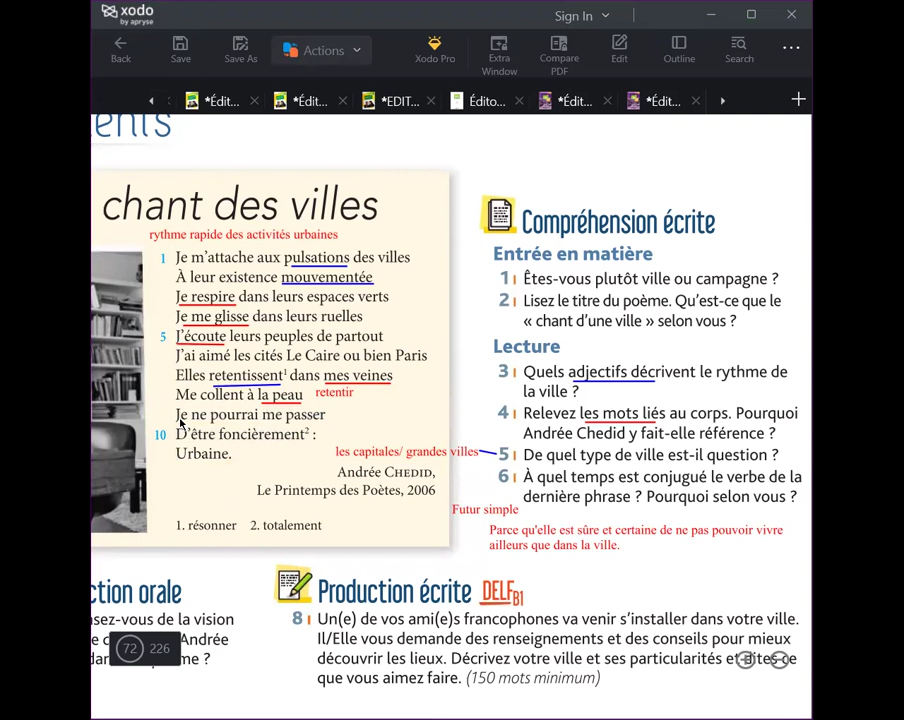 xodo
by apryse
Sign In
Back
Save
Save As
Actions
Xodo Pro
Extra Window
Compare PDF
Edit
Outline
Search
*Édit...
*Édit...
*EDIT...
Édito...
*Édit...
*Édit...
ents
chant des villes
rythme rapide des activités urbaines
1 Je m'attache aux pulsations des villes
À leur existence mouvementée
Je respire dans leurs espaces verts
Je me glisse dans leurs ruelles
5 J'écoute leurs peuples de partout
J'ai aimé les cités Le Caire ou bien Paris
Elles retentissent¹ dans mes veines
Me collent à la peau retentir
Je ne pourrai me passer
10 D'être foncièrement² :
Urbaine.
Andrée CHEDID,
Le Printemps des Poètes, 2006
1. résonner 2. totalement
Compréhension écrite
Entrée en matière
1 Êtes-vous plutôt ville ou campagne ?
2 Lisez le titre du poème. Qu'est-ce que le
« chant d'une ville » selon vous ?
Lecture
3 Quels adjectifs décrivent le rythme de
la ville ?
4 Relevez les mots liés au corps. Pourquoi
Andrée Chedid y fait-elle référence ?
les capitales/ grandes villes
5 De quel type de ville est-il question ?
6 À quel temps est conjugué le verbe de la
dernière phrase ? Pourquoi selon vous ?
Futur simple
Parce qu'elle est sûre et certaine de ne pas pouvoir vivre
ailleurs que dans la ville.
ction orale
sez-vous de la vision
Andrée
me ?
72 226
Production écrite DELF B1
8 Un(e) de vos ami(e)s francophones va venir s'installer dans votre ville.
Il/Elle vous demande des renseignements et des conseils pour mieux
découvrir les lieux. Décrivez votre ville et ses particularités et dites ce
que vous aimez faire. (150 mots minimum)